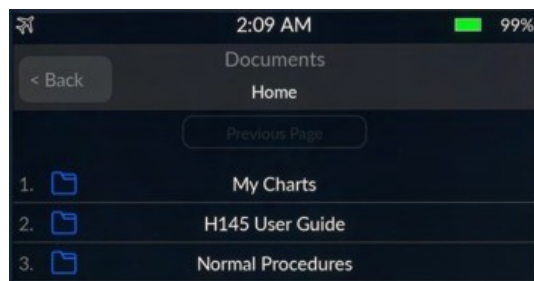 2:09 AM 99%
Documents
< Back
Home
Previous Page
1. My Charts
2. H145 User Guide
3. Normal Procedures